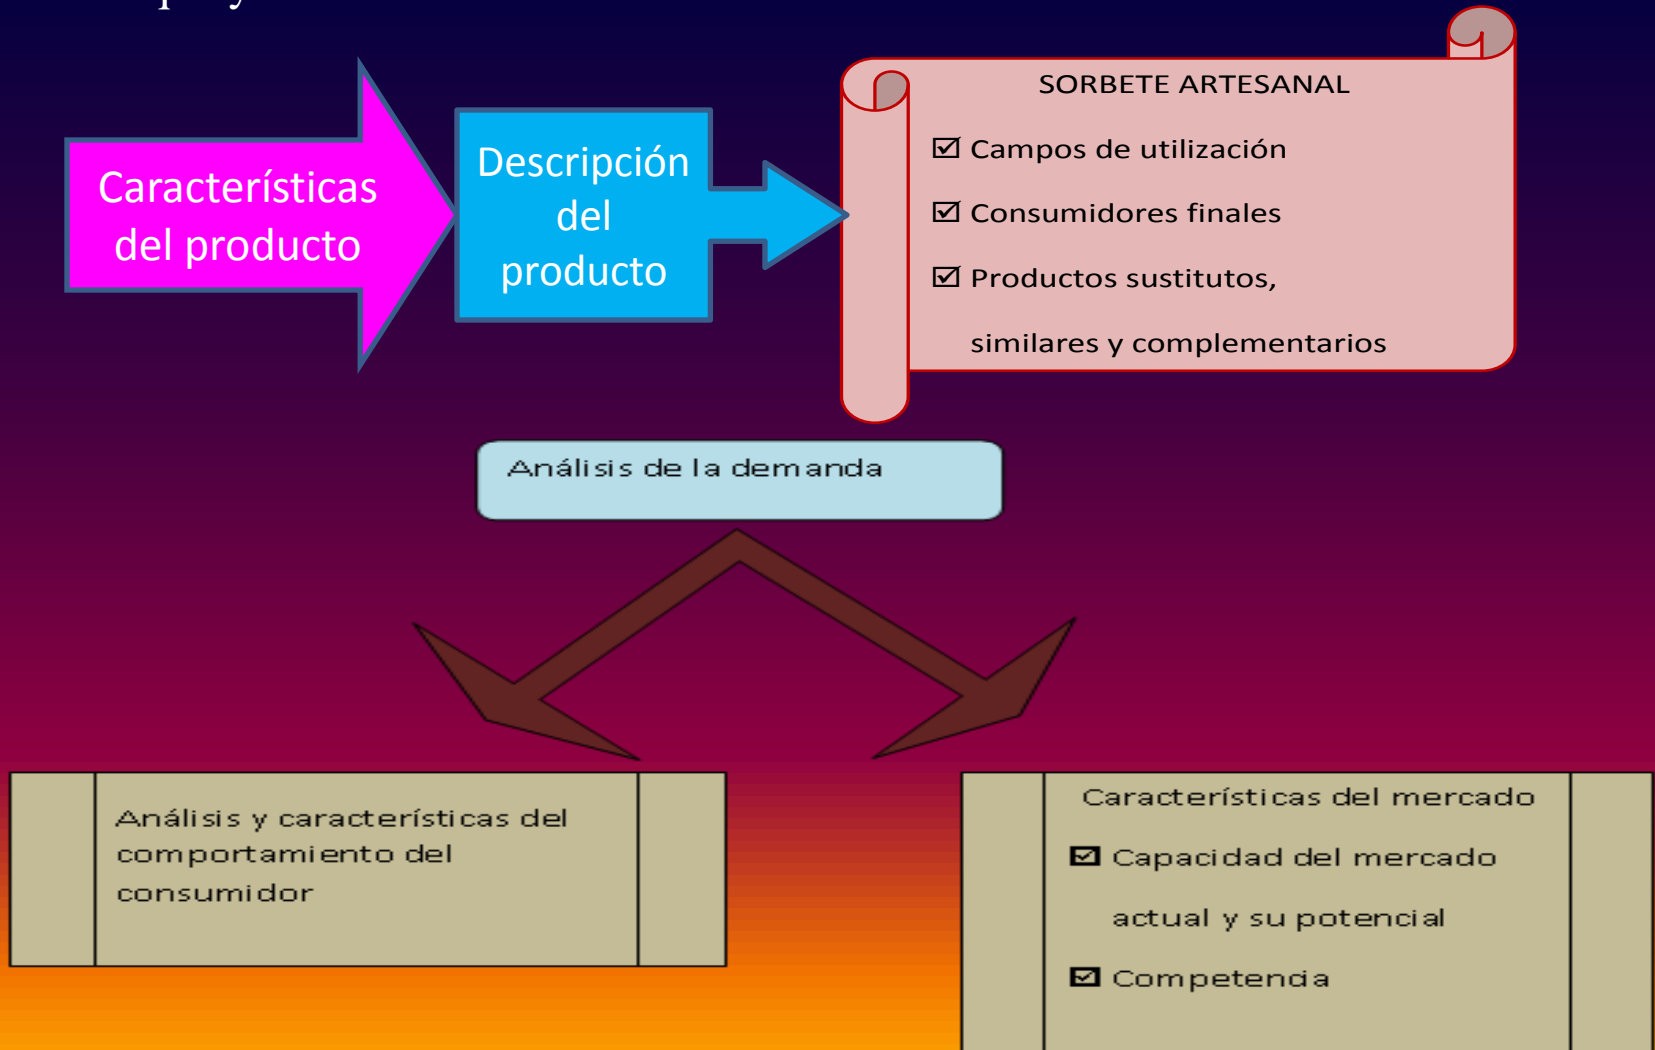 Características
del producto
Descripción
del
producto
SORBETE ARTESANAL
☑ Campos de utilización
☑ Consumidores finales
☑ Productos sustitutos,
similares y complementarios
Análisis de la demanda
Análisis y características del
comportamiento del
consumidor
Características del mercado
☑ Capacidad del mercado
actual y su potencial
☑ Competencia